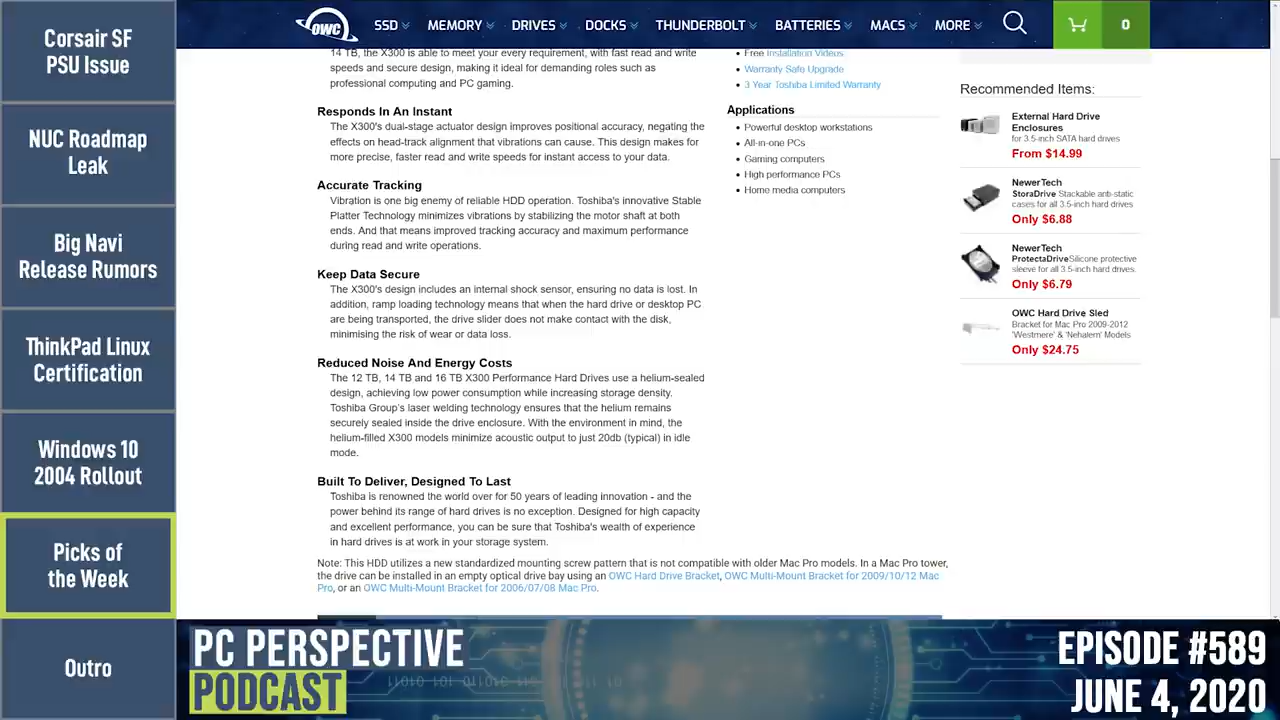 Corsair SF
PSU Issue
NUC Roadmap
Leak
Big Navi
Release Rumors
ThinkPad Linux
Certification
Windows 10
2004 Rollout
Picks of
the Week
Outro
OWC
SSD
MEMORY
DRIVES
DOCKS
THUNDERBOLT
BATTERIES
MACS
MORE
0
14 TB, the X300 is able to meet your every requirement, with fast read and write
speeds and secure design, making it ideal for demanding roles such as
professional computing and PC gaming.
Responds In An Instant
The X300's dual-stage actuator design improves positional accuracy, negating the
effects on head-track alignment that vibrations can cause. This design makes for
more precise, faster read and write speeds for instant access to your data.
Accurate Tracking
Vibration is one big enemy of reliable HDD operation. Toshiba's innovative Stable
Platter Technology minimizes vibrations by stabilizing the motor shaft at both
ends. And that means improved tracking accuracy and maximum performance
during read and write operations.
Keep Data Secure
The X300's design includes an internal shock sensor, ensuring no data is lost. In
addition, ramp loading technology means that when the hard drive or desktop PC
are being transported, the drive slider does not make contact with the disk,
minimising the risk of wear or data loss.
Reduced Noise And Energy Costs
The 12 TB, 14 TB and 16 TB X300 Performance Hard Drives use a helium-sealed
design, achieving low power consumption while increasing storage density.
Toshiba Group's laser welding technology ensures that the helium remains
securely sealed inside the drive enclosure. With the environment in mind, the
helium-filled X300 models minimize acoustic output to just 20db (typical) in idle
mode.
Built To Deliver, Designed To Last
Toshiba is renowned the world over for 50 years of leading innovation - and the
power behind its range of hard drives is no exception. Designed for high capacity
and excellent performance, you can be sure that Toshiba's wealth of experience
in hard drives is at work in your storage system.
Note: This HDD utilizes a new standardized mounting screw pattern that is not compatible with older Mac Pro models. In a Mac Pro tower,
the drive can be installed in an empty optical drive bay using an OWC Hard Drive Bracket, OWC Multi-Mount Bracket for 2009/10/12 Mac
Pro, or an OWC Multi-Mount Bracket for 2006/07/08 Mac Pro.
Free Installation Videos
Warranty Safe Upgrade
3 Year Toshiba Limited Warranty
Applications
Powerful desktop workstations
All-in-one PCs
Gaming computers
High performance PCs
Home media computers
Recommended Items:
External Hard Drive
Enclosures
for 3.5-inch SATA hard drives
From $14.99
NewerTech
StoraDrive Stackable anti-static
cases for all 3.5-inch hard drives
Only $6.88
NewerTech
ProtectaDriveSilicone protective
sleeve for all 3.5-inch hard drives.
Only $6.79
OWC Hard Drive Sled
Bracket for Mac Pro 2009-2012
'Westmere' & 'Nehalem' Models
Only $24.75
PC PERSPECTIVE
PODCAST
EPISODE #589
JUNE 4, 2020